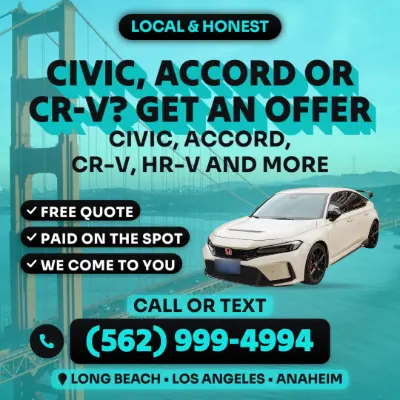 LOCAL & HONEST
CIVIC, ACCORD OR
CR-V? GET AN OFFER
CIVIC, ACCORD,
CR-V, HR-V AND MORE
FREE QUOTE
PAID ON THE SPOT
WE COME TO YOU
CALL OR TEXT
(562) 999-4994
LONG BEACH • LOS ANGELES • ANAHEIM